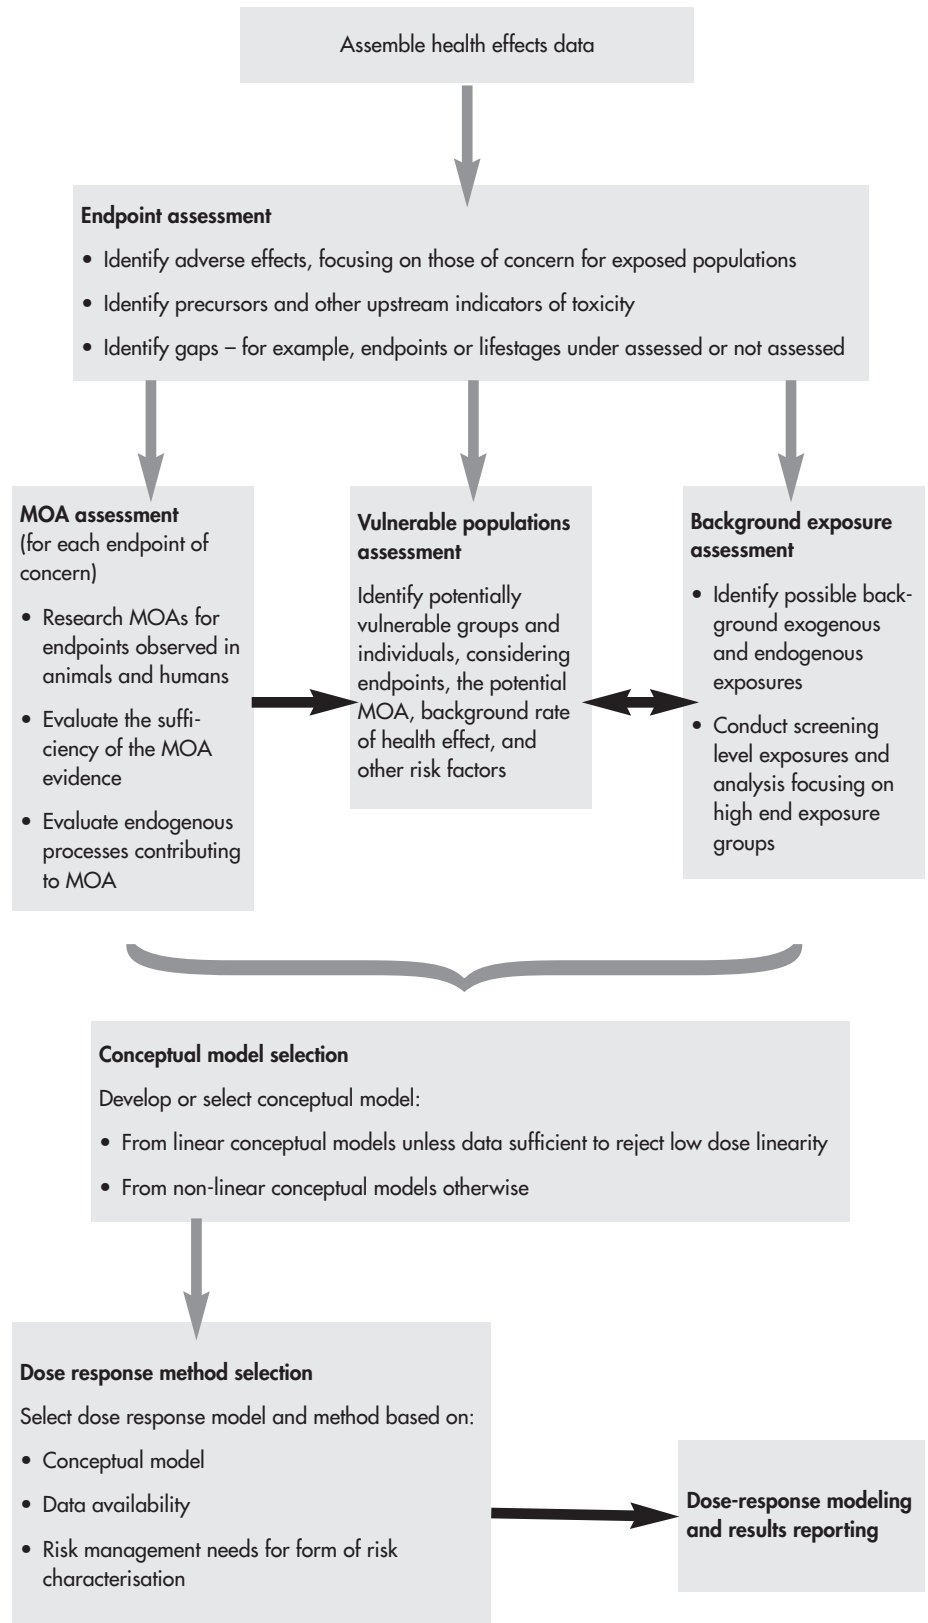 Assemble health effects data
Endpoint assessment
• Identify adverse effects, focusing on those of concern for exposed populations
• Identify precursors and other upstream indicators of toxicity
• Identify gaps – for example, endpoints or lifestages under assessed or not assessed
MOA assessment
(for each endpoint of
concern)
• Research MOAs for
endpoints observed in
animals and humans
• Evaluate the suffi-
ciency of the MOA
evidence
• Evaluate endogenous
processes contributing
to MOA
Vulnerable populations
assessment
Identify potentially
vulnerable groups and
individuals, considering
endpoints, the potential
MOA, background rate
of health effect, and
other risk factors
Background exposure
assessment
• Identify possible back-
ground exogenous
and endogenous
exposures
• Conduct screening
level exposures and
analysis focusing on
high end exposure
groups
Conceptual model selection
Develop or select conceptual model:
• From linear conceptual models unless data sufficient to reject low dose linearity
• From non-linear conceptual models otherwise
Dose response method selection
Select dose response model and method based on:
• Conceptual model
• Data availability
• Risk management needs for form of risk
characterisation
Dose-response modeling
and results reporting